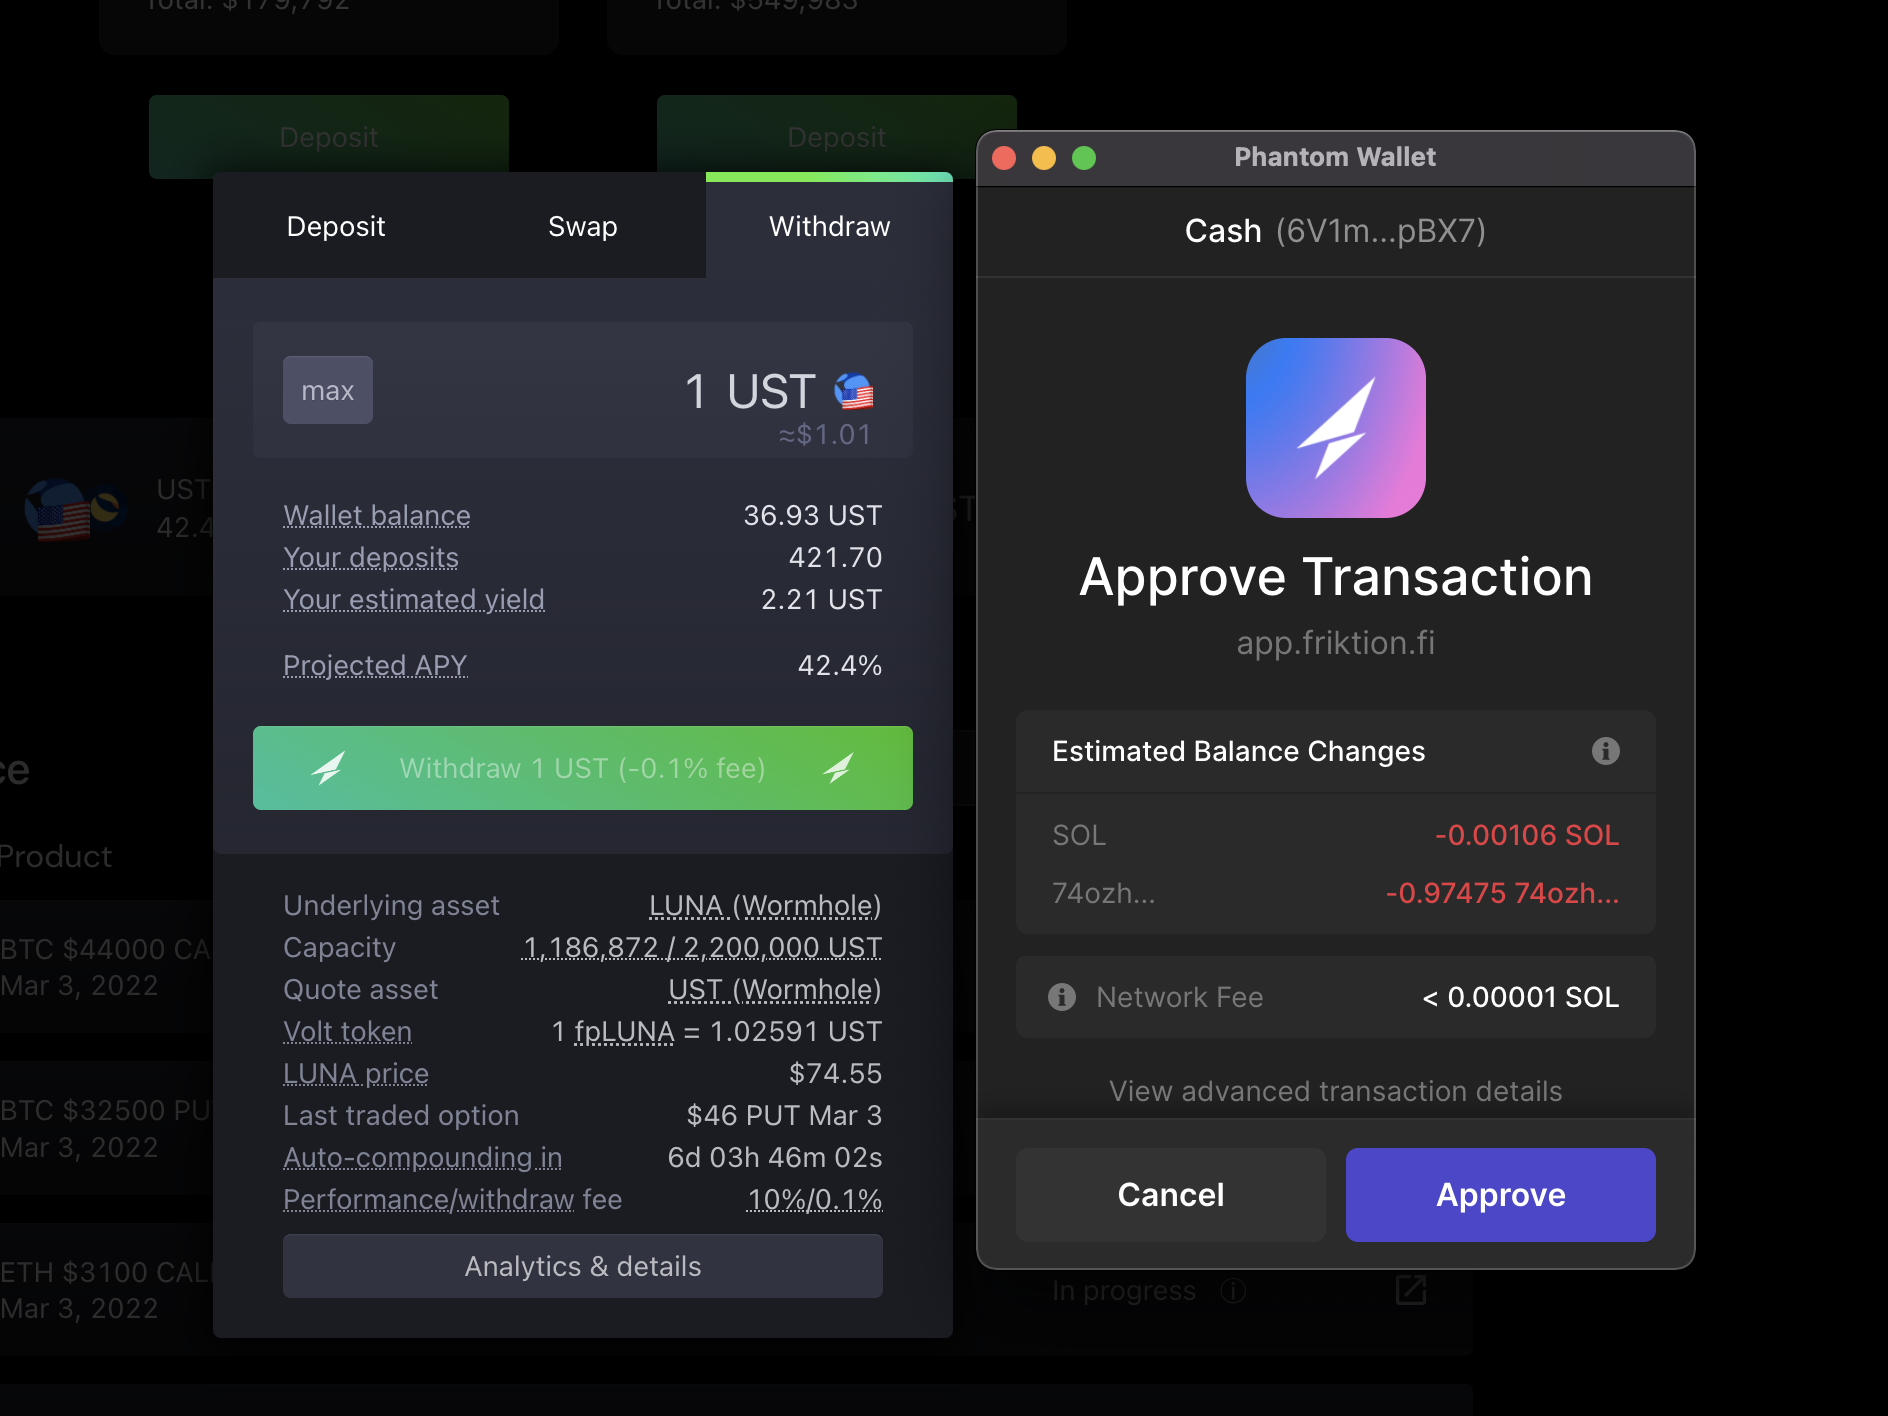 Total: $179,792
Total: $549,983
Deposit
Deposit
Deposit
Swap
Withdraw
max
1 UST
≈$1.01
UST
42.4
Wallet balance
36.93 UST
Your deposits
421.70
Your estimated yield
2.21 UST
Projected APY
42.4%
Withdraw 1 UST (-0.1% fee)
Product
BTC $44000 CA
Mar 3, 2022
BTC $32500 PU
Mar 3, 2022
ETH $3100 CALL
Mar 3, 2022
Underlying asset
LUNA (Wormhole)
Capacity
1,186,872 / 2,200,000 UST
Quote asset
UST (Wormhole)
Volt token
1 fpLUNA = 1.02591 UST
LUNA price
$74.55
Last traded option
$46 PUT Mar 3
Auto-compounding in
6d 03h 46m 02s
Performance/withdraw fee
10%/0.1%
Analytics & details
Phantom Wallet
Cash (6V1m...pBX7)
Approve Transaction
app.friktion.fi
Estimated Balance Changes
SOL
-0.00106 SOL
74ozh...
-0.97475 74ozh...
Network Fee
< 0.00001 SOL
View advanced transaction details
Cancel
Approve
In progress